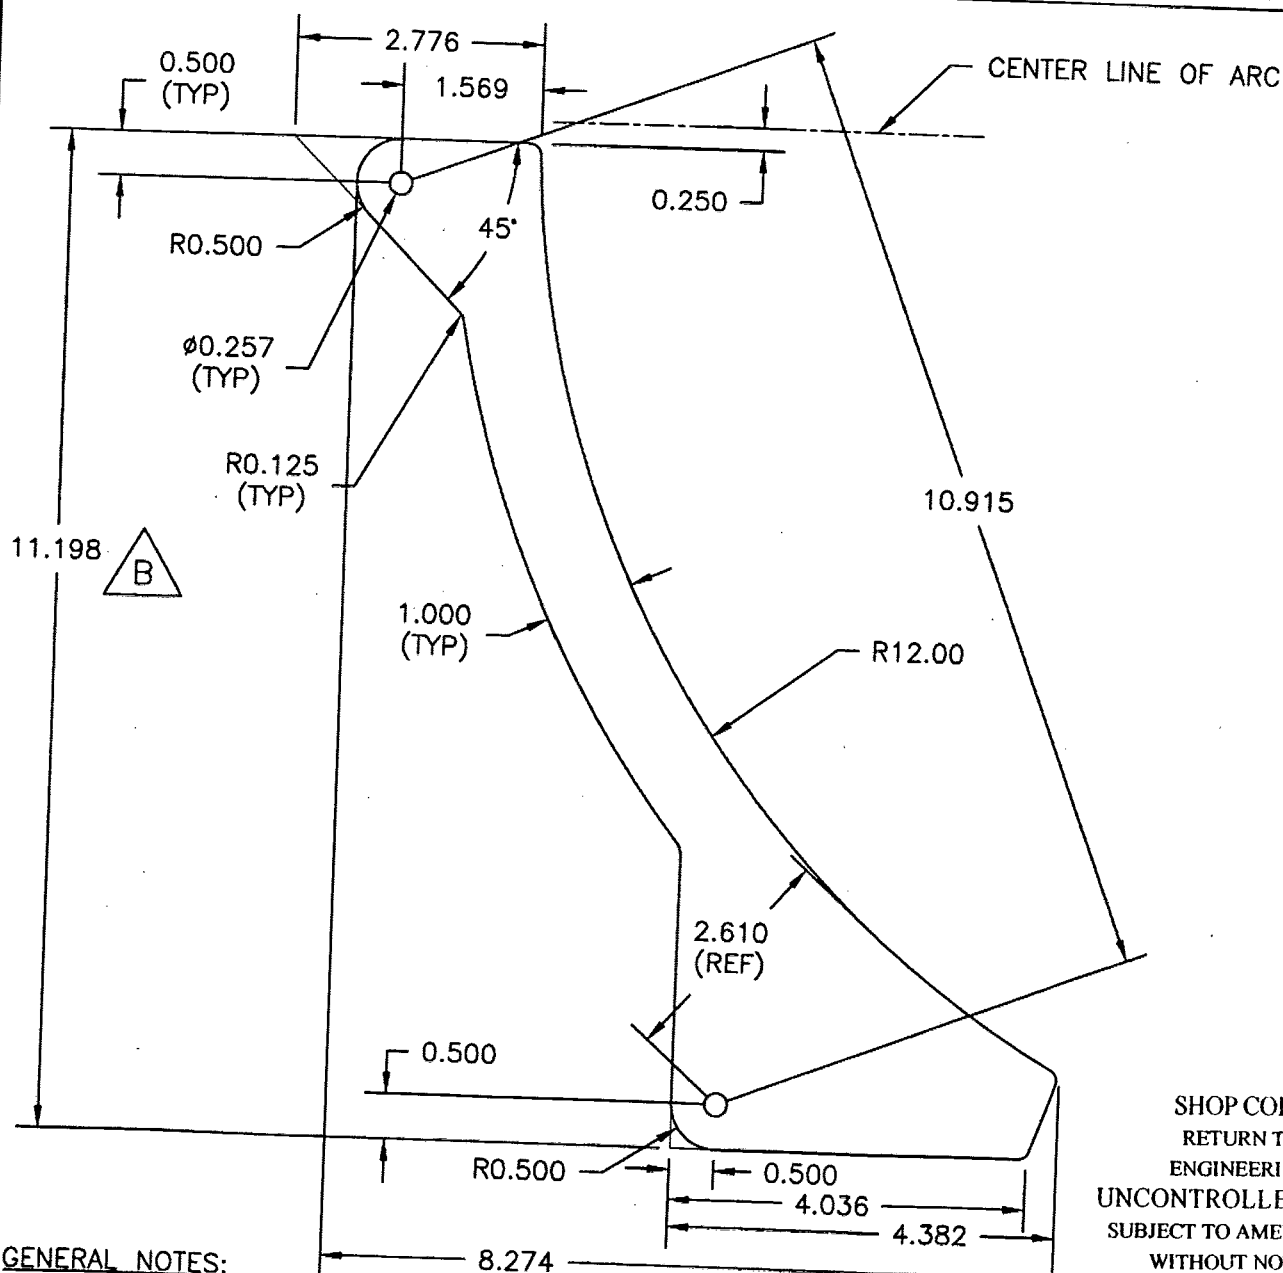 2.776
0.500
(TYP)
1.569
CENTER LINE OF ARC
0.250
R0.500
45°
ø0.257
(TYP)
R0.125
(TYP)
10.915
11.198
B
1.000
(TYP)
R12.00
2.610
(REF)
0.500
R0.500
0.500
4.036
4.382
8.274
SHOP CO
RETURN T
ENGINEERI
UNCONTROLLE
SUBJECT TO AME
WITHOUT NO
GENERAL NOTES: